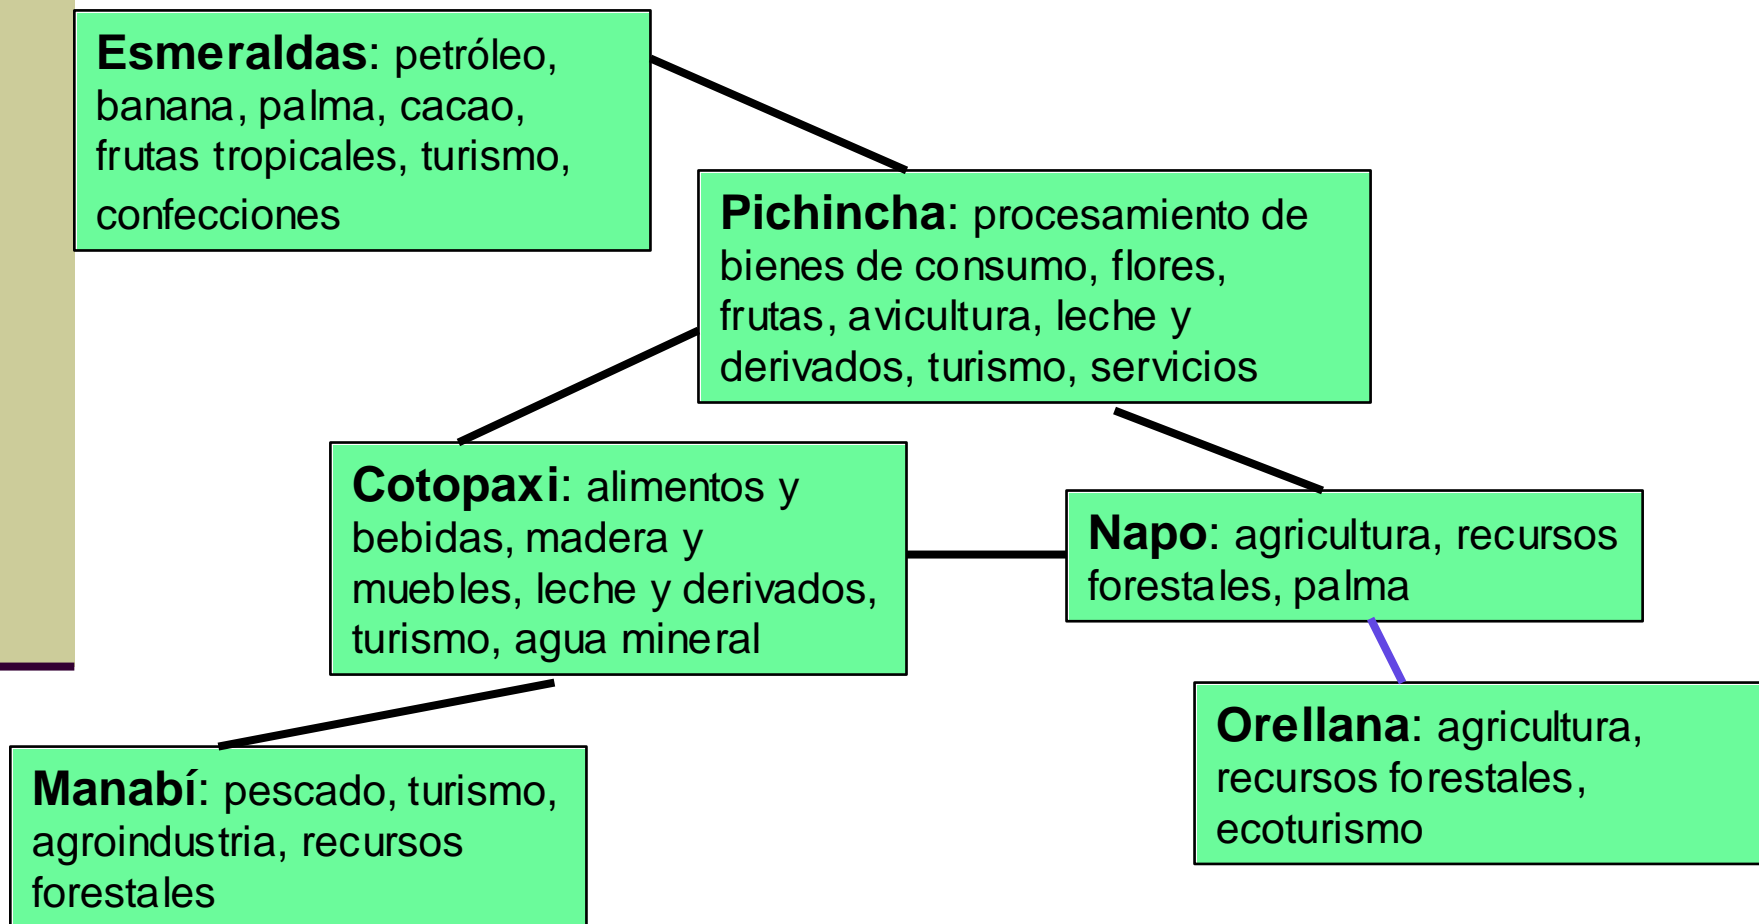 Esmeraldas: petróleo,
banana, palma, cacao,
frutas tropicales, turismo,
confecciones
Pichincha: procesamiento de
bienes de consumo, flores,
frutas, avicultura, leche y
derivados, turismo, servicios
Cotopaxi: alimentos y
bebidas, madera y
muebles, leche y derivados,
turismo, agua mineral
Napo: agricultura, recursos
forestales, palma
Orellana: agricultura,
recursos forestales,
ecoturismo
Manabí: pescado, turismo,
agroindustria, recursos
forestales